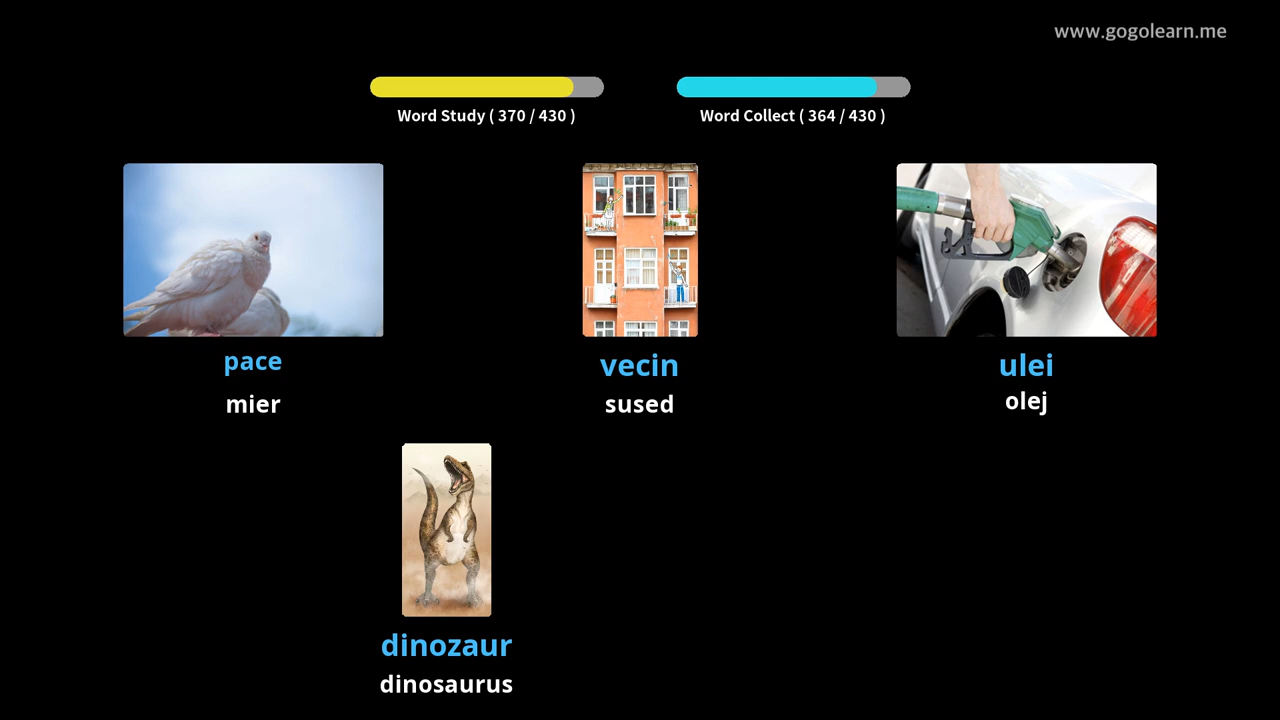 www.gogolearn.me
Word Study ( 370 / 430 )
Word Collect ( 364 / 430 )
pace
vecin
ulei
mier
sused
olej
dinozaur
dinosaurus